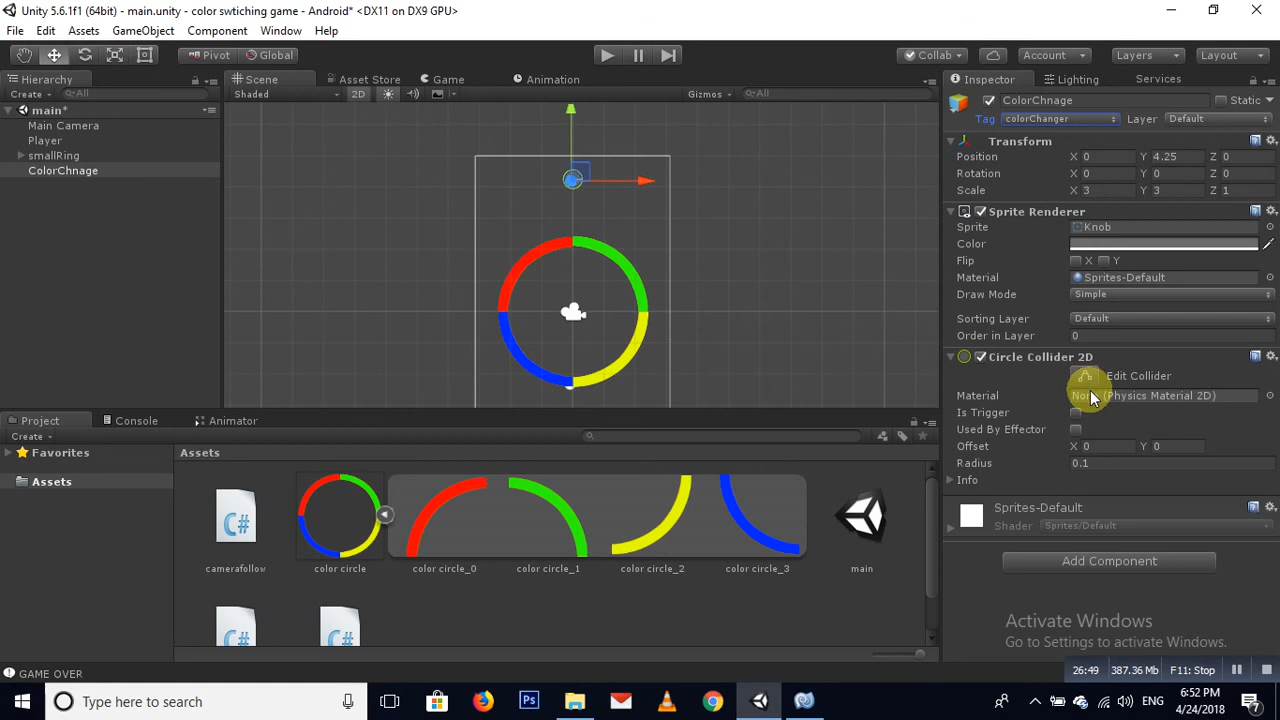 Unity 5.6.1f1 (64bit) - main.unity - color swtiching game - Android* <DX11 on DX9 GPU>
File Edit Assets GameObject Component Window Help
Pivot Global Collab Account Layers Layout
Hierarchy Scene Asset Store Game Animation Inspector Lighting Services
Create All Shaded 2D Gizmos All
ColorChnage Static
Tag colorChanger Layer Default
main*
Main Camera
Player
smallRing
ColorChnage
Transform
Position X 0 Y 4.25 Z 0
Rotation X 0 Y 0 Z 0
Scale X 3 Y 3 Z 1
Sprite Renderer
Sprite Knob
Color
Flip X Y
Material Sprites-Default
Draw Mode Simple
Sorting Layer Default
Order in Layer 0
Circle Collider 2D
Edit Collider
Material None (Physics Material 2D)
Is Trigger
Used By Effector
Offset X 0 Y 0
Radius 0.1
Info
Sprites-Default
Shader Sprites/Default
Add Component
Project Console Animator
Create
Favorites
Assets
Assets
C#
color circle
color circle_0
color circle_1
color circle_2
color circle_3
main
camerafollow
C# C#
Activate Windows
Go to Settings to activate Windows.
GAME OVER
26:49 387.36 Mb F11: Stop
Type here to search
Ps
ENG
6:52 PM
4/24/2018
7